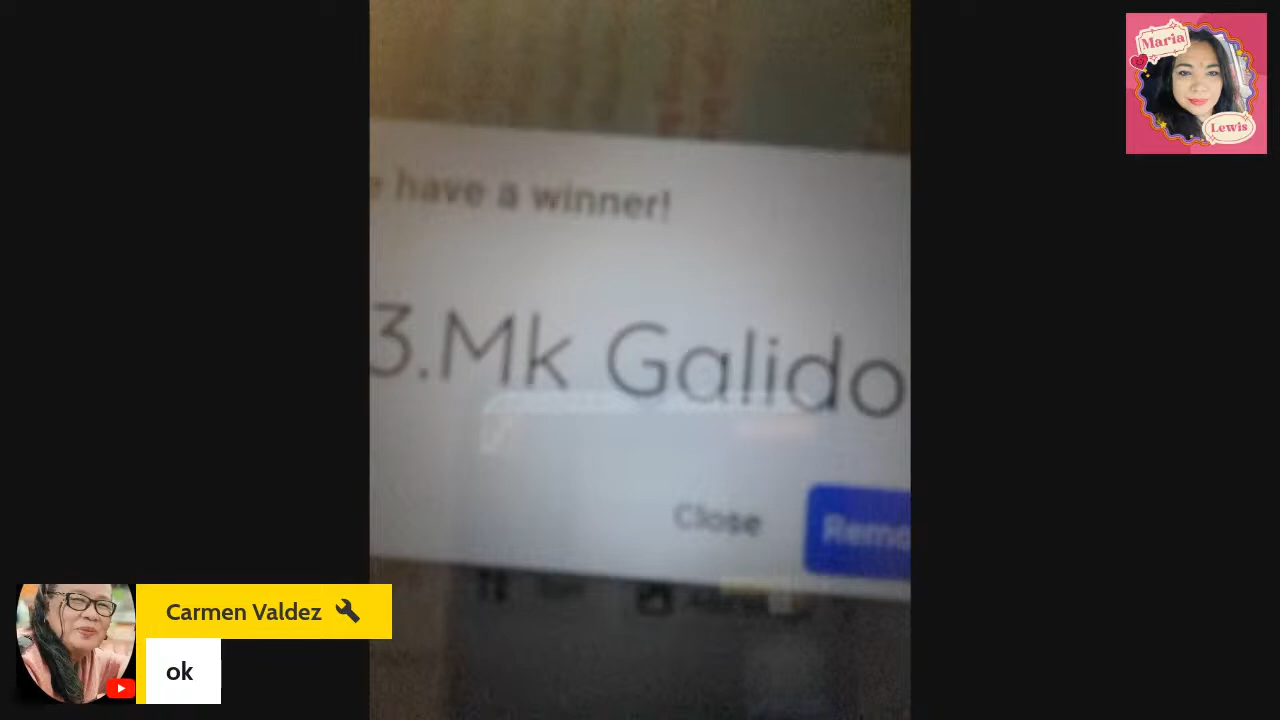 Maria
Lewis
have a winner!
3.Mk Galido
Close
Carmen Valdez
ok